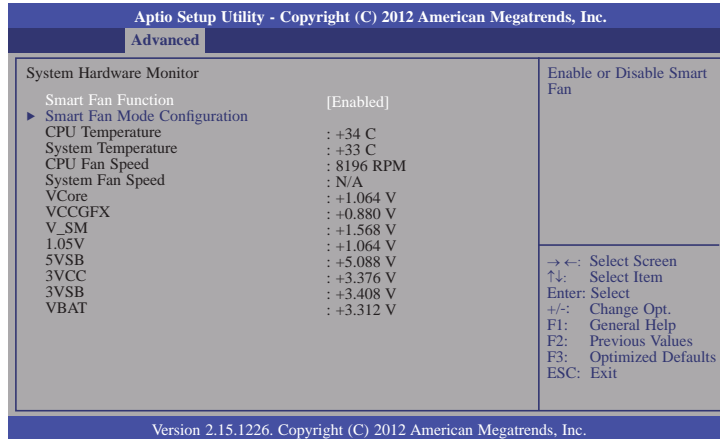 Aptio Setup Utility - Copyright (C) 2012 American Megatrends, Inc.
Advanced
System Hardware Monitor
Smart Fan Function [Enabled]
▶ Smart Fan Mode Configuration
CPU Temperature : +34 C
System Temperature : +33 C
CPU Fan Speed : 8196 RPM
System Fan Speed : N/A
VCore : +1.064 V
VCCGFX : +0.880 V
V_SM : +1.568 V
1.05V : +1.064 V
5VSB : +5.088 V
3VCC : +3.376 V
3VSB : +3.408 V
VBAT : +3.312 V
Enable or Disable Smart
Fan
→←: Select Screen
↑↓: Select Item
Enter: Select
+/-: Change Opt.
F1: General Help
F2: Previous Values
F3: Optimized Defaults
ESC: Exit
Version 2.15.1226. Copyright (C) 2012 American Megatrends, Inc.